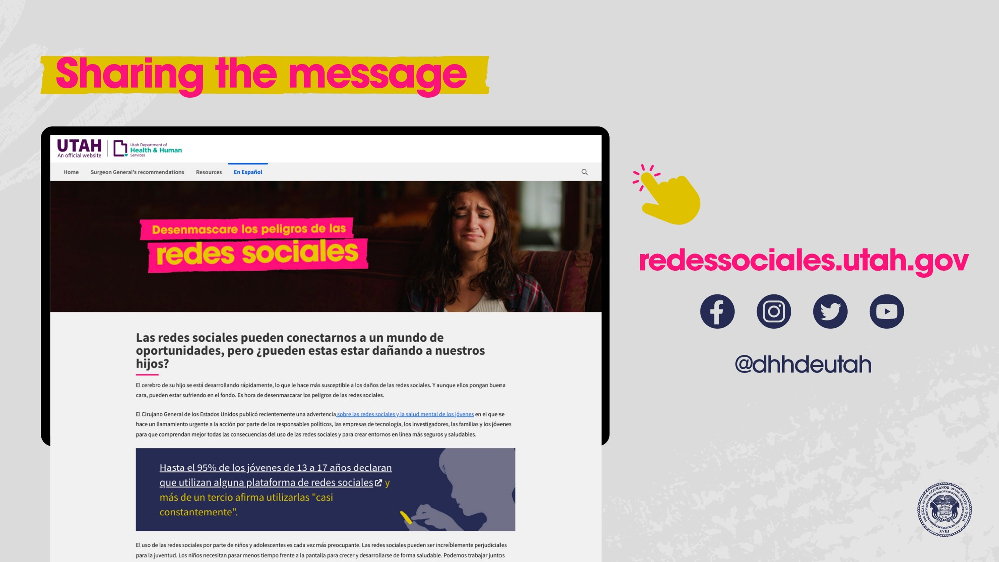 Sharing the message
UTAH
An official website
Utah Department of
Health & Human
Services
Home Surgeon General's recommendations Resources En Español
Desenmascare los peligros de las
redes sociales
Las redes sociales pueden conectarnos a un mundo de
oportunidades, pero ¿pueden estas estar dañando a nuestros
hijos?
El cerebro de su hijo se está desarrollando rápidamente, lo que le hace más susceptible a los daños de las redes sociales. Y aunque ellos pongan buena
cara, pueden estar sufriendo en el fondo. Es hora de desenmascarar los peligros de las redes sociales.
El Cirujano General de los Estados Unidos publicó recientemente una advertencia sobre las redes sociales y la salud mental de los jóvenes en el que se
hace un llamamiento urgente a la acción por parte de los responsables políticos, las empresas de tecnología, los investigadores, las familias y los jóvenes
para que comprendan mejor todas las consecuencias del uso de las redes sociales y para crear entornos en línea más seguros y saludables.
Hasta el 95% de los jóvenes de 13 a 17 años declaran
que utilizan alguna plataforma de redes sociales y
más de un tercio afirma utilizarlas "casi
constantemente".
El uso de las redes sociales por parte de niños y adolescentes es cada vez más preocupante. Las redes sociales pueden ser increíblemente perjudiciales
para la juventud. Los niños necesitan pasar menos tiempo frente a la pantalla para crecer y desarrollarse de forma saludable. Podemos trabajar juntos
redessociales.utah.gov
@dhhdeutah
THE SEAL OF THE GOVERNOR OF THE STATE OF UTAH
XVIII